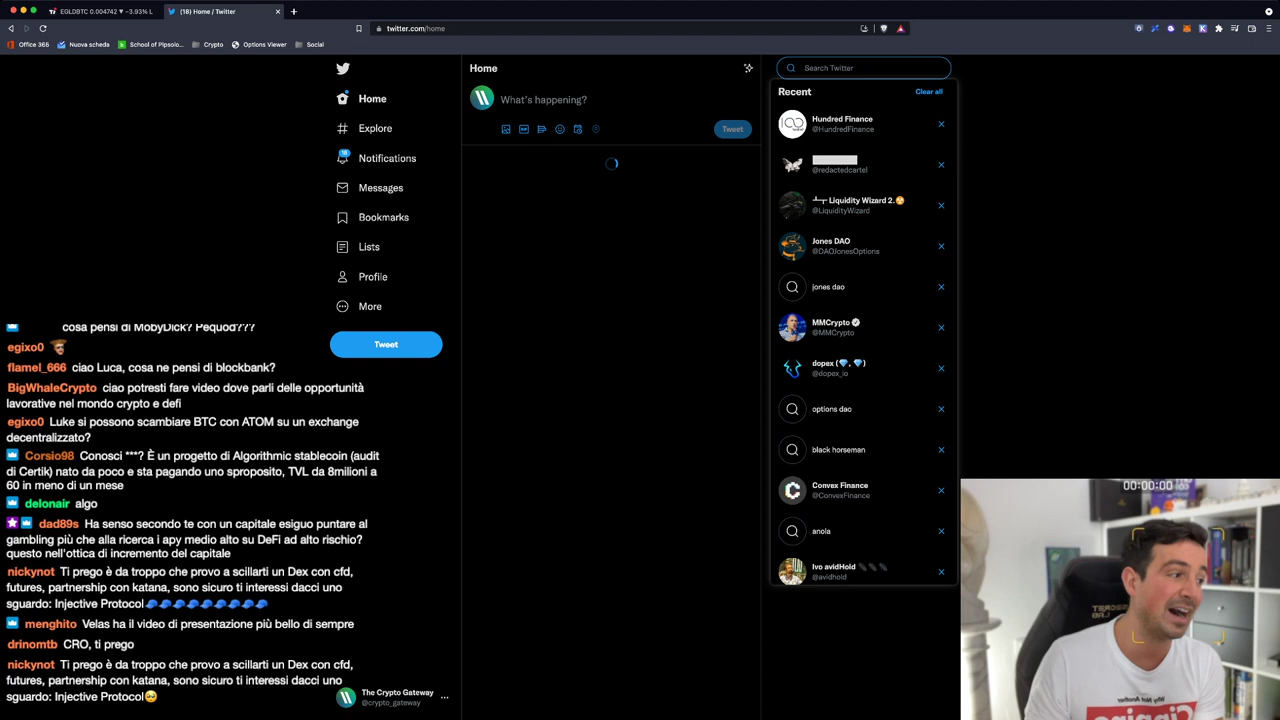 EGLDBTC 0.004742 ▼ −3.93% L
(18) Home / Twitter
twitter.com/home
Office 365
Nuova scheda
School of Pipsolo...
Crypto
Options Viewer
Social
Home
Explore
18
Notifications
Messages
Bookmarks
Lists
Profile
More
Tweet
The Crypto Gateway
@crypto_gateway
Home
What's happening?
GIF
Tweet
Search Twitter
Recent
Clear all
Hundred Finance
@HundredFinance
@redactedcartel
Liquidity Wizard 2.
@LiquidityWizard
Jones DAO
@DAOJonesOptions
jones dao
MMCrypto
@MMCrypto
dopex (💎, 💎)
@dopex_io
options dao
black horseman
Convex Finance
@ConvexFinance
anola
Ivo avidHold
@avidhold
cosa pensi di MobyDick? Pequod???
egixo0
flamel_666 ciao Luca, cosa ne pensi di blockbank?
BigWhaleCrypto ciao potresti fare video dove parli delle opportunità
lavorative nel mondo crypto e defi
egixo0 Luke si possono scambiare BTC con ATOM su un exchange
decentralizzato?
Corsio98 Conosci ***? È un progetto di Algorithmic stablecoin (audit
di Certik) nato da poco e sta pagando uno sproposito, TVL da 8milioni a
60 in meno di un mese
delonair algo
dad89s Ha senso secondo te con un capitale esiguo puntare al
gambling più che alla ricerca i apy medio alto su DeFi ad alto rischio?
questo nell'ottica di incremento del capitale
nickynot Ti prego è da troppo che provo a scillarti un Dex con cfd,
futures, partnership con katana, sono sicuro ti interessi dacci uno
sguardo: Injective Protocol🌊🌊🌊🌊🌊🌊🌊🌊🌊
menghito Velas ha il video di presentazione più bello di sempre
drinomtb CRO, ti prego
nickynot Ti prego è da troppo che provo a scillarti un Dex con cfd,
futures, partnership con katana, sono sicuro ti interessi dacci uno
sguardo: Injective Protocol🥺
00:00:00
SECRET
LAB
Why Not Another